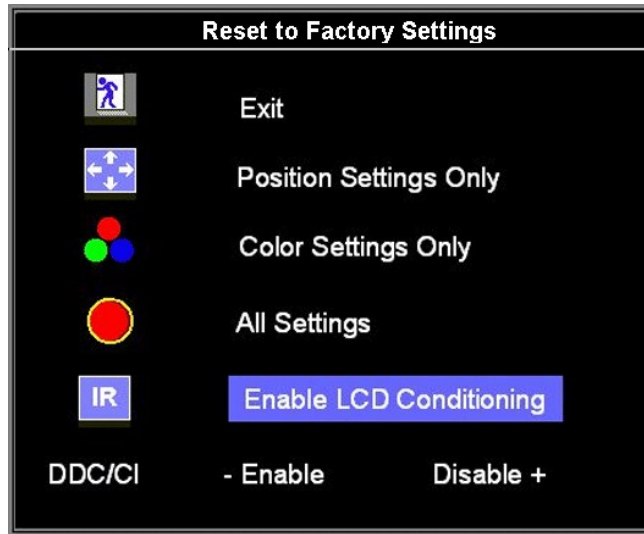 Reset to Factory Settings
Exit
Position Settings Only
Color Settings Only
All Settings
IR Enable LCD Conditioning
DDC/CI - Enable Disable +